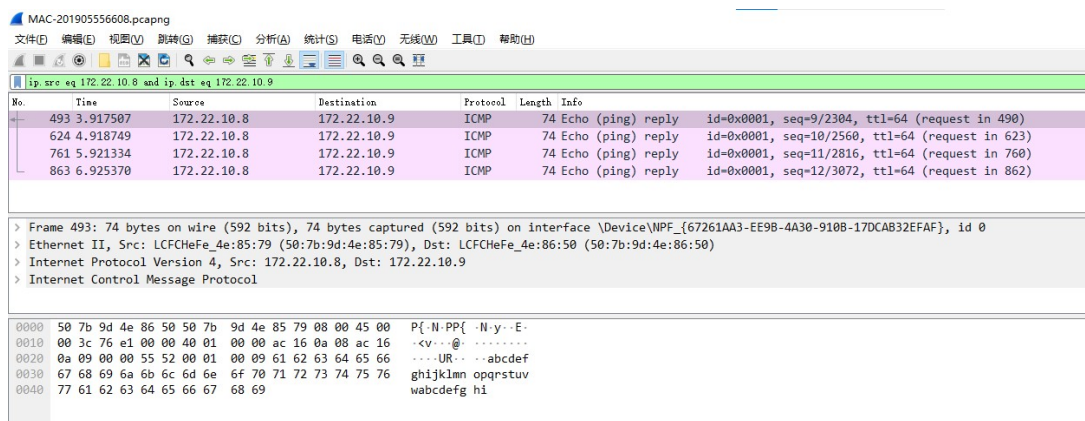 MAC-201905556608.pcapng
文件(F) 编辑(E) 视图(V) 跳转(G) 捕获(C) 分析(A) 统计(S) 电话(Y) 无线(W) 工具(T) 帮助(H)
ip.src eq 172.22.10.8 and ip.dst eq 172.22.10.9
No. Time Source Destination Protocol Length Info
493 3.917507 172.22.10.8 172.22.10.9 ICMP 74 Echo (ping) reply id=0x0001, seq=9/2304, ttl=64 (request in 490)
624 4.918749 172.22.10.8 172.22.10.9 ICMP 74 Echo (ping) reply id=0x0001, seq=10/2560, ttl=64 (request in 623)
761 5.921334 172.22.10.8 172.22.10.9 ICMP 74 Echo (ping) reply id=0x0001, seq=11/2816, ttl=64 (request in 760)
863 6.925370 172.22.10.8 172.22.10.9 ICMP 74 Echo (ping) reply id=0x0001, seq=12/3072, ttl=64 (request in 862)
> Frame 493: 74 bytes on wire (592 bits), 74 bytes captured (592 bits) on interface \Device\NPF_{67261AA3-EE9B-4A30-910B-17DCAB32EFAF}, id 0
> Ethernet II, Src: LCFCHeFe_4e:85:79 (50:7b:9d:4e:85:79), Dst: LCFCHeFe_4e:86:50 (50:7b:9d:4e:86:50)
> Internet Protocol Version 4, Src: 172.22.10.8, Dst: 172.22.10.9
> Internet Control Message Protocol
0000 50 7b 9d 4e 86 50 50 7b 9d 4e 85 79 08 00 45 00 P{·N·PP{ ·N·y··E·
0010 00 3c 76 e1 00 00 40 01 00 00 ac 16 0a 08 ac 16 ·<v···@· ········
0020 0a 09 00 00 55 52 00 01 00 09 61 62 63 64 65 66 ····UR·· ··abcdef
0030 67 68 69 6a 6b 6c 6d 6e 6f 70 71 72 73 74 75 76 ghijklmn opqrstuv
0040 77 61 62 63 64 65 66 67 68 69 wabcdefg hi